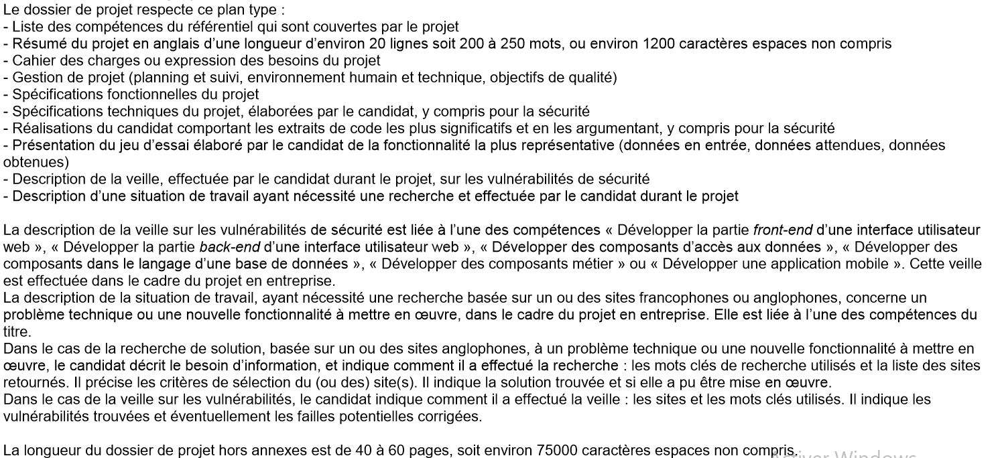 Le dossier de projet respecte ce plan type :
- Liste des compétences du référentiel qui sont couvertes par le projet
- Résumé du projet en anglais d'une longueur d'environ 20 lignes soit 200 à 250 mots, ou environ 1200 caractères espaces non compris
- Cahier des charges ou expression des besoins du projet
- Gestion de projet (planning et suivi, environnement humain et technique, objectifs de qualité)
- Spécifications fonctionnelles du projet
- Spécifications techniques du projet, élaborées par le candidat, y compris pour la sécurité
- Réalisations du candidat comportant les extraits de code les plus significatifs et en les argumentant, y compris pour la sécurité
- Présentation du jeu d'essai élaboré par le candidat de la fonctionnalité la plus représentative (données en entrée, données attendues, données
obtenues)
- Description de la veille, effectuée par le candidat durant le projet, sur les vulnérabilités de sécurité
- Description d'une situation de travail ayant nécessité une recherche et effectuée par le candidat durant le projet
La description de la veille sur les vulnérabilités de sécurité est liée à l'une des compétences « Développer la partie front-end d'une interface utilisateur
web », « Développer la partie back-end d'une interface utilisateur web », « Développer des composants d'accès aux données », « Développer des
composants dans le langage d'une base de données », « Développer des composants métier » ou « Développer une application mobile ». Cette veille
est effectuée dans le cadre du projet en entreprise.
La description de la situation de travail, ayant nécessité une recherche basée sur un ou des sites francophones ou anglophones, concerne un
problème technique ou une nouvelle fonctionnalité à mettre en œuvre, dans le cadre du projet en entreprise. Elle est liée à l'une des compétences du
titre.
Dans le cas de la recherche de solution, basée sur un ou des sites anglophones, à un problème technique ou une nouvelle fonctionnalité à mettre en
œuvre, le candidat décrit le besoin d'information, et indique comment il a effectué la recherche : les mots clés de recherche utilisés et la liste des sites
retournés. Il précise les critères de sélection du (ou des) site(s). Il indique la solution trouvée et si elle a pu être mise en œuvre.
Dans le cas de la veille sur les vulnérabilités, le candidat indique comment il a effectué la veille : les sites et les mots clés utilisés. Il indique les
vulnérabilités trouvées et éventuellement les failles potentielles corrigées.
La longueur du dossier de projet hors annexes est de 40 à 60 pages, soit environ 75000 caractères espaces non compris.
Activer Windows